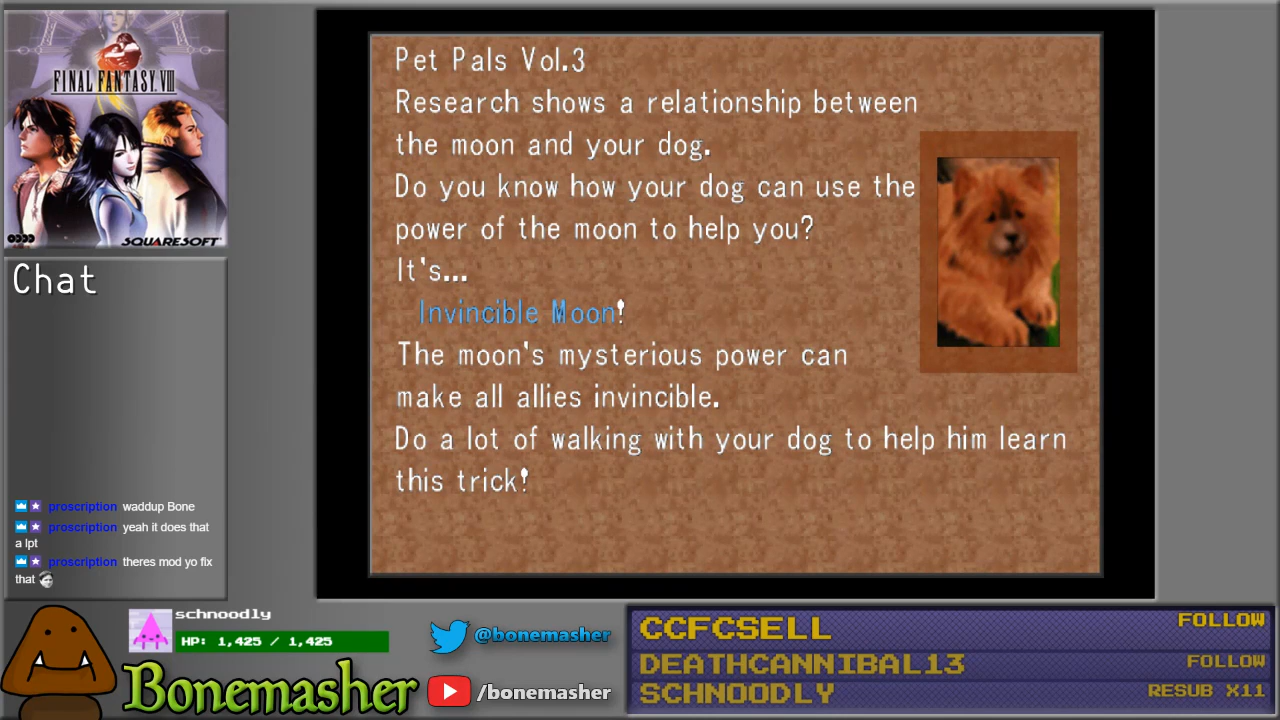 FINAL FANTASY VIII
SQUARESOFT
Pet Pals Vol.3
Research shows a relationship between
the moon and your dog.
Do you know how your dog can use the
power of the moon to help you?
It's...
Invincible Moon!
The moon's mysterious power can
make all allies invincible.
Do a lot of walking with your dog to help him learn
this trick!
Chat
proscription waddup Bone
proscription yeah it does that
a lpt
proscription theres mod yo fix
that
schnoodly
HP: 1,425 / 1,425
Bonemasher
@bonemasher
/bonemasher
CCFCSELL FOLLOW
DEATHCANNIBAL13 FOLLOW
SCHNOODLY RESUB X11